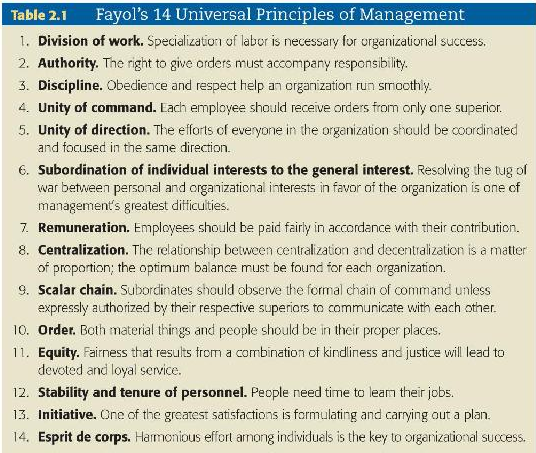 Table 2.1 Fayol's 14 Universal Principles of Management
1. Division of work. Specialization of labor is necessary for organizational success.
2. Authority. The right to give orders must accompany responsibility.
3. Discipline. Obedience and respect help an organization run smoothly.
4. Unity of command. Each employee should receive orders from only one superior.
5. Unity of direction. The efforts of everyone in the organization should be coordinated
and focused in the same direction.
6. Subordination of individual interests to the general interest. Resolving the tug of
war between personal and organizational interests in favor of the organization is one of
management's greatest difficulties.
7. Remuneration. Employees should be paid fairly in accordance with their contribution.
8. Centralization. The relationship between centralization and decentralization is a matter
of proportion; the optimum balance must be found for each organization.
9. Scalar chain. Subordinates should observe the formal chain of command unless
expressly authorized by their respective superiors to communicate with each other.
10. Order. Both material things and people should be in their proper places.
11. Equity. Fairness that results from a combination of kindliness and justice will lead to
devoted and loyal service.
12. Stability and tenure of personnel. People need time to learn their jobs.
13. Initiative. One of the greatest satisfactions is formulating and carrying out a plan.
14. Esprit de corps. Harmonious effort among individuals is the key to organizational success.